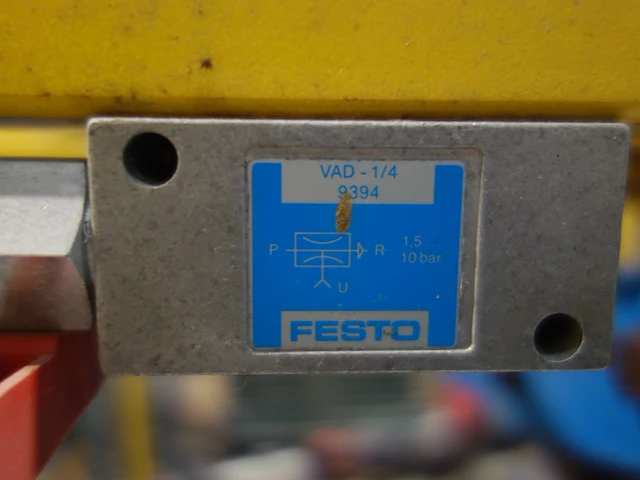 VAD - 1/4
9394
P R 1,5...
10 bar
U
FESTO